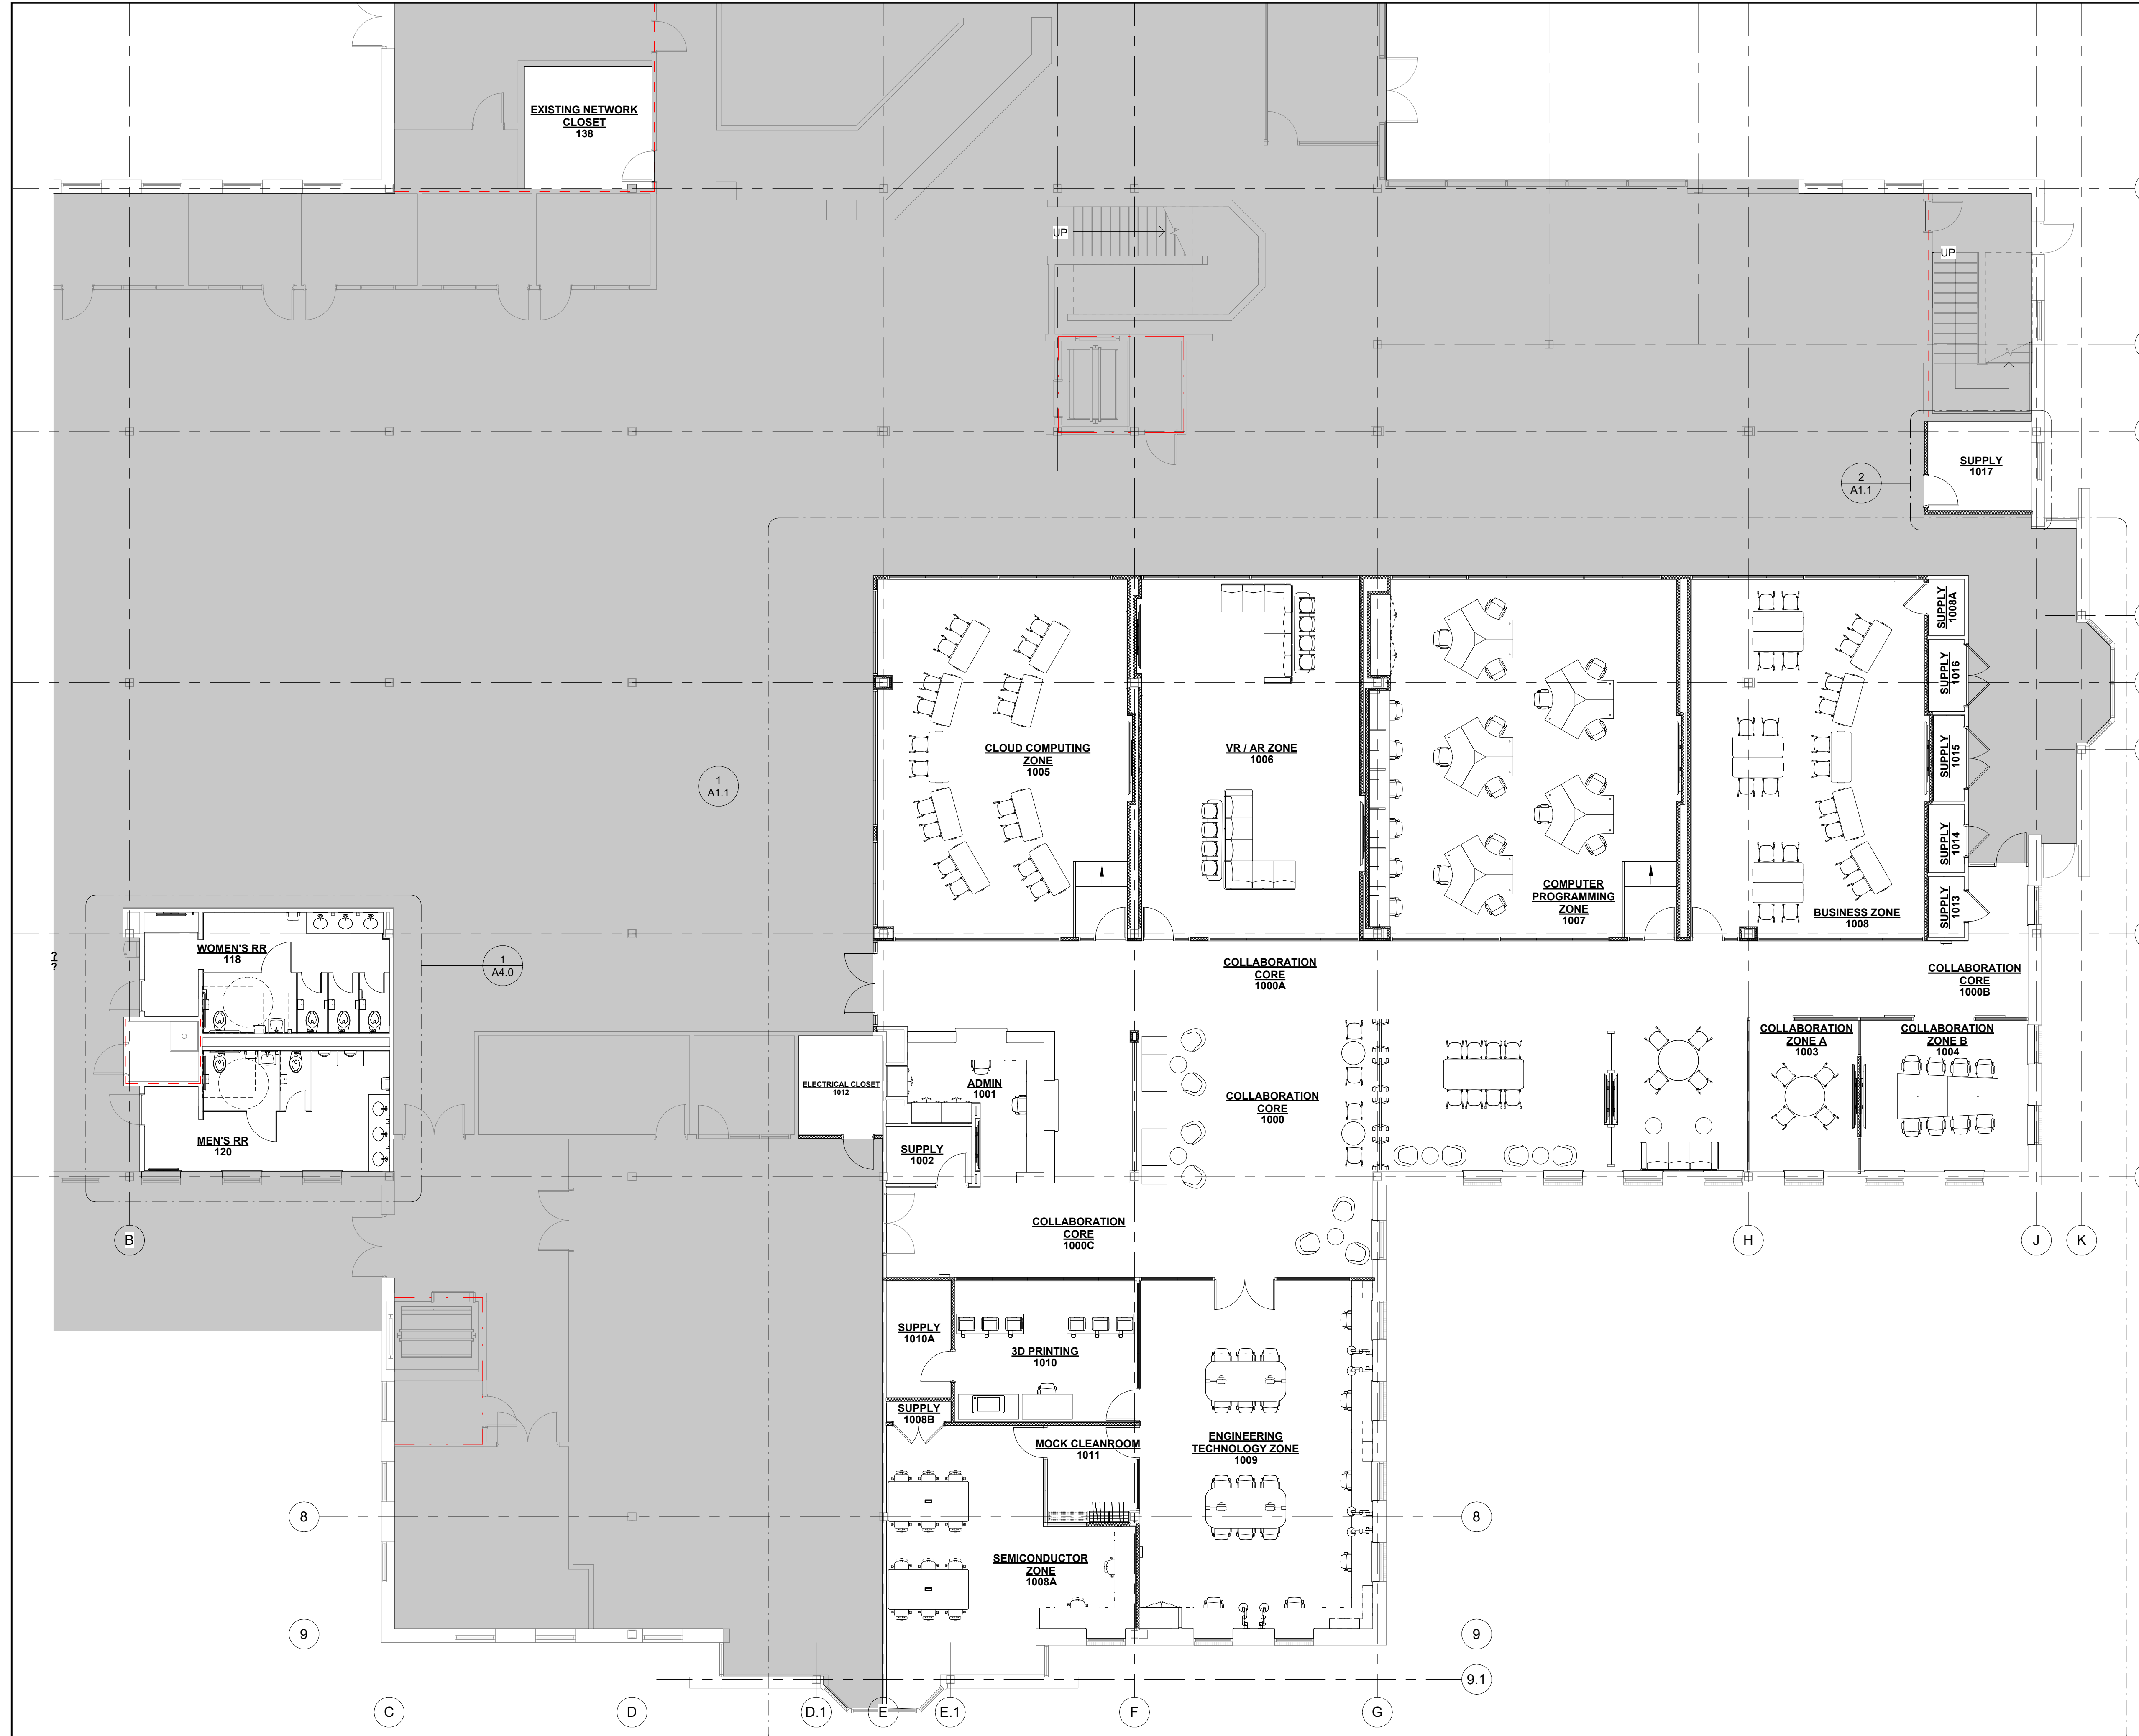 EXISTING NETWORK
CLOSET
138
UP
UP
SUPPLY
1017
2
A1.1
SUPPLY
1008A
SUPPLY
1016
SUPPLY
1015
SUPPLY
1014
SUPPLY
1013
CLOUD COMPUTING
ZONE
1005
VR / AR ZONE
1006
COMPUTER
PROGRAMMING
ZONE
1007
BUSINESS ZONE
1008
1
A1.1
WOMEN'S RR
118
?
?
1
A4.0
MEN'S RR
120
COLLABORATION
CORE
1000A
COLLABORATION
CORE
1000B
COLLABORATION
ZONE A
1003
COLLABORATION
ZONE B
1004
ELECTRICAL CLOSET
1012
ADMIN
1001
COLLABORATION
CORE
1000
SUPPLY
1002
COLLABORATION
CORE
1000C
B
H
J
K
SUPPLY
1010A
3D PRINTING
1010
SUPPLY
1008B
MOCK CLEANROOM
1011
ENGINEERING
TECHNOLOGY ZONE
1009
8
8
SEMICONDUCTOR
ZONE
1008A
9
9
9.1
C
D
D.1
E
E.1
F
G